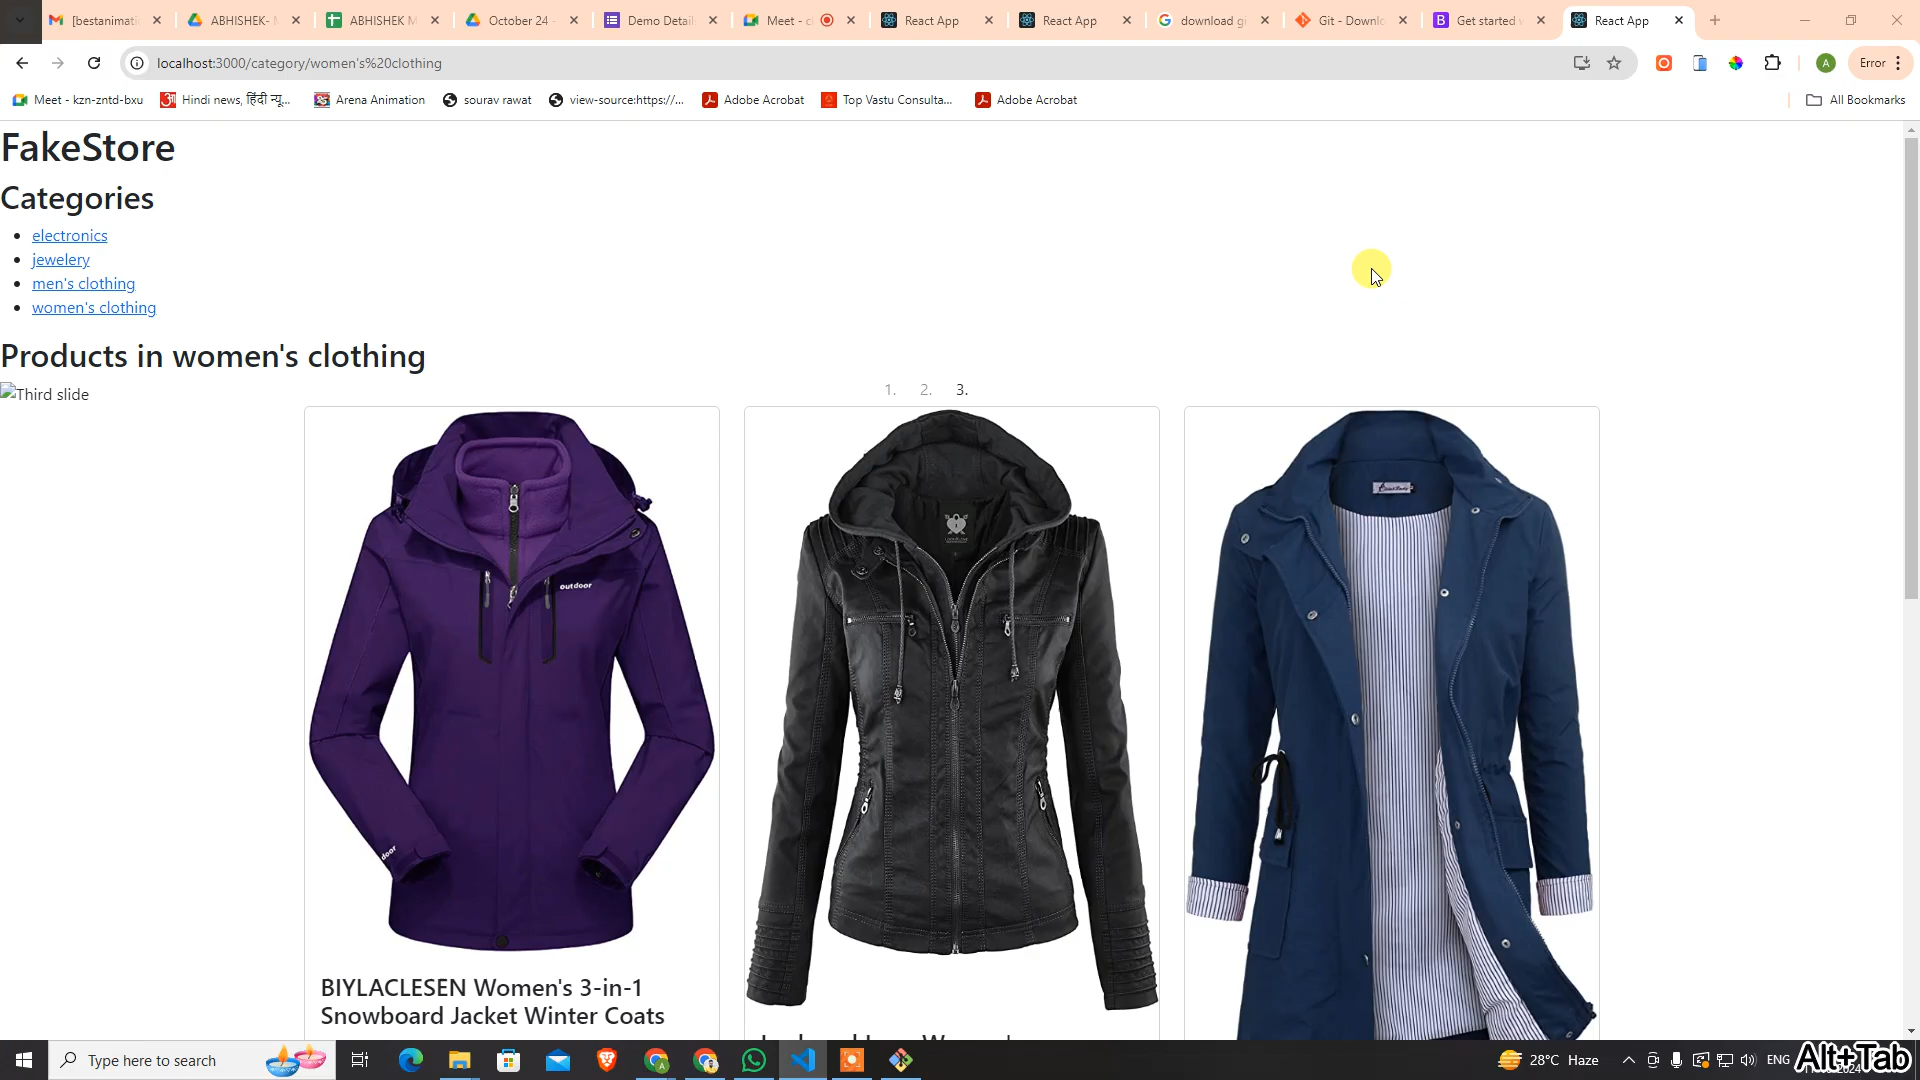 [bestanimati
ABHISHEK- M
ABHISHEK M
October 24 -
Demo Detail
Meet - c
React App
React App
download gi
Git - Downlo
Get started w
React App
localhost:3000/category/women's%20clothing
A
Error
Meet - kzn-zntd-bxu
Hindi news, हिंदी न्यू...
Arena Animation
sourav rawat
view-source:https://...
Adobe Acrobat
Top Vastu Consulta...
Adobe Acrobat
All Bookmarks
FakeStore
Categories
electronics
jewelery
men's clothing
women's clothing
Products in women's clothing
Third slide
1. 2. 3.
outdoor
door
BIYLACLESEN Women's 3-in-1
Snowboard Jacket Winter Coats
Type here to search
28°C Haze
ENG
Alt+Tab